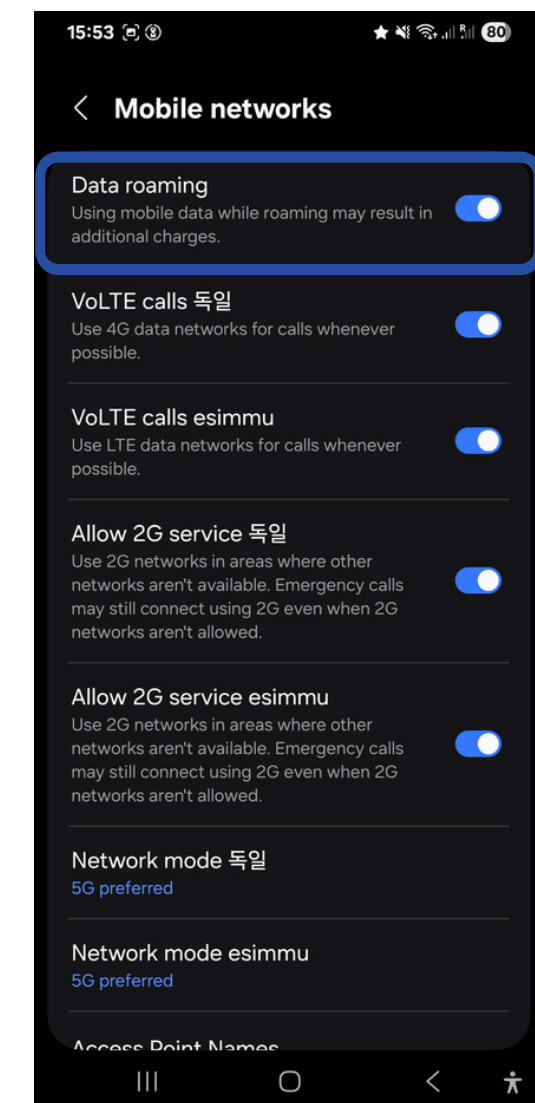 15:53
80
Mobile networks
Data roaming
Using mobile data while roaming may result in
additional charges.
VoLTE calls 독일
Use 4G data networks for calls whenever
possible.
VoLTE calls esimmu
Use LTE data networks for calls whenever
possible.
Allow 2G service 독일
Use 2G networks in areas where other
networks aren't available. Emergency calls
may still connect using 2G even when 2G
networks aren't allowed.
Allow 2G service esimmu
Use 2G networks in areas where other
networks aren't available. Emergency calls
may still connect using 2G even when 2G
networks aren't allowed.
Network mode 독일
5G preferred
Network mode esimmu
5G preferred
Access Point Names